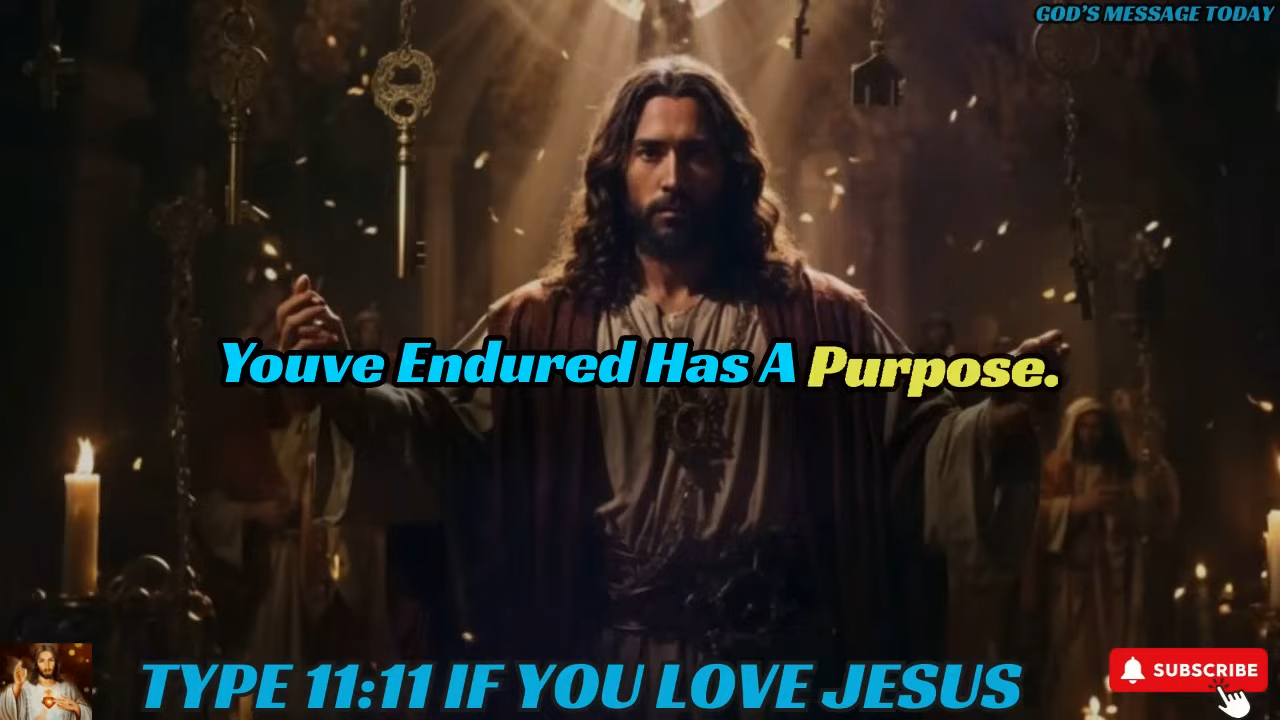 GOD'S MESSAGE TODAY
Youve Endured Has A Purpose.
TYPE 11:11 IF YOU LOVE JESUS
SUBSCRIBE